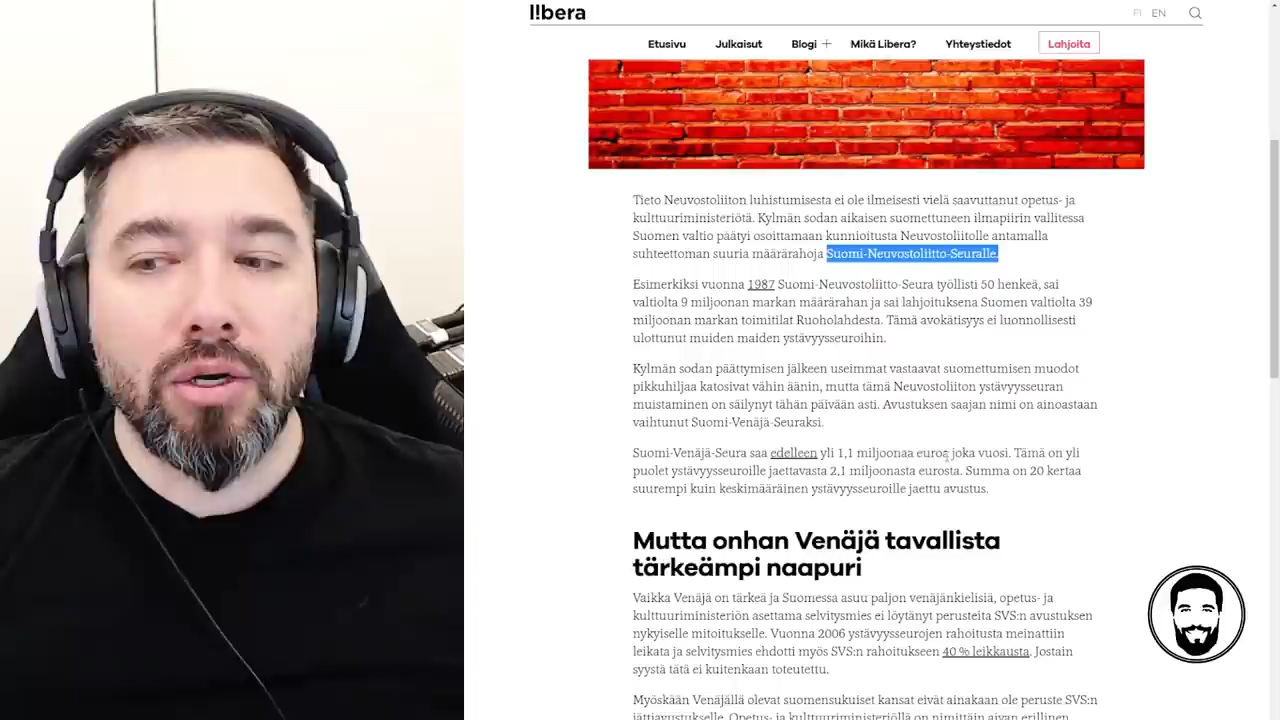 l!bera
FI EN
Etusivu Julkaisut Blogi + Mikä Libera? Yhteystiedot Lahjoita
Tieto Neuvostoliiton luhistumisesta ei ole ilmeisesti vielä saavuttanut opetus- ja
kulttuuriministeriötä. Kylmän sodan aikaisen suomettuneen ilmapiirin vallitessa
Suomen valtio päätyi osoittamaan kunnioitusta Neuvostoliitolle antamalla
suhteettoman suuria määrärahoja Suomi-Neuvostoliitto-Seuralle.
Esimerkiksi vuonna 1987 Suomi-Neuvostoliitto-Seura työllisti 50 henkeä, sai
valtiolta 9 miljoonan markan määrärahan ja sai lahjoituksena Suomen valtiolta 39
miljoonan markan toimitilat Ruoholahdesta. Tämä avokätisyys ei luonnollisesti
ulottunut muiden maiden ystävyysseuroihin.
Kylmän sodan päättymisen jälkeen useimmat vastaavat suomettumisen muodot
pikkuhiljaa katosivat vähin äänin, mutta tämä Neuvostoliiton ystävyysseuran
muistaminen on säilynyt tähän päivään asti. Avustuksen saajan nimi on ainoastaan
vaihtunut Suomi-Venäjä-Seuraksi.
Suomi-Venäjä-Seura saa edelleen yli 1,1 miljoonaa euroa joka vuosi. Tämä on yli
puolet ystävyysseuroille jaettavasta 2,1 miljoonasta eurosta. Summa on 20 kertaa
suurempi kuin keskimääräinen ystävyysseuroille jaettu avustus.
Mutta onhan Venäjä tavallista
tärkeämpi naapuri
Vaikka Venäjä on tärkeä ja Suomessa asuu paljon venäjänkielisiä, opetus- ja
kulttuuriministeriön asettama selvitysmies ei löytänyt perusteita SVS:n avustuksen
nykyiselle mitoitukselle. Vuonna 2006 ystävyysseurojen rahoitusta meinattiin
leikata ja selvitysmies ehdotti myös SVS:n rahoitukseen 40 % leikkausta. Jostain
syystä tätä ei kuitenkaan toteutettu.
Myöskään Venäjällä olevat suomensukuiset kansat eivät ainakaan ole peruste SVS:n
jättiavustukselle. Opetus- ja kulttuuriministeriöllä on nimittäin aivan erillinen